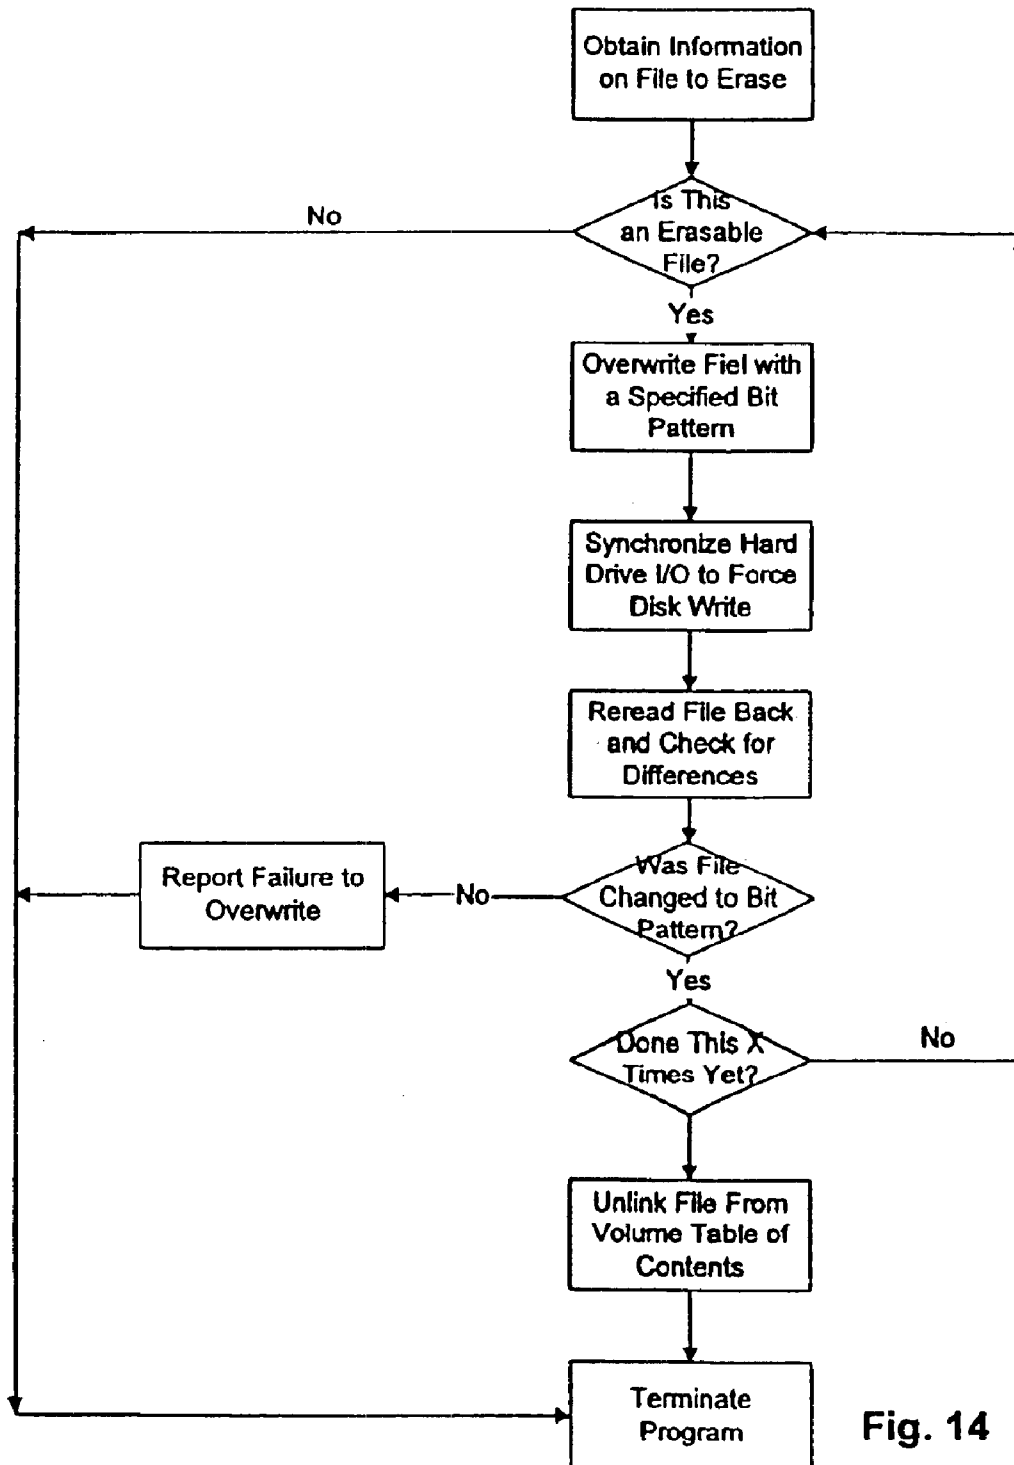 Obtain Information
on File to Erase
Is This
an Erasable
File?
No
Yes
Overwrite Fiel with
a Specified Bit
Pattern
Synchronize Hard
Drive I/O to Force
Disk Write
Reread File Back
and Check for
Differences
Was File
Changed to Bit
Pattern?
No
Report Failure to
Overwrite
Yes
Done This X
Times Yet?
No
Unlink File From
Volume Table of
Contents
Terminate
Program
Fig. 14